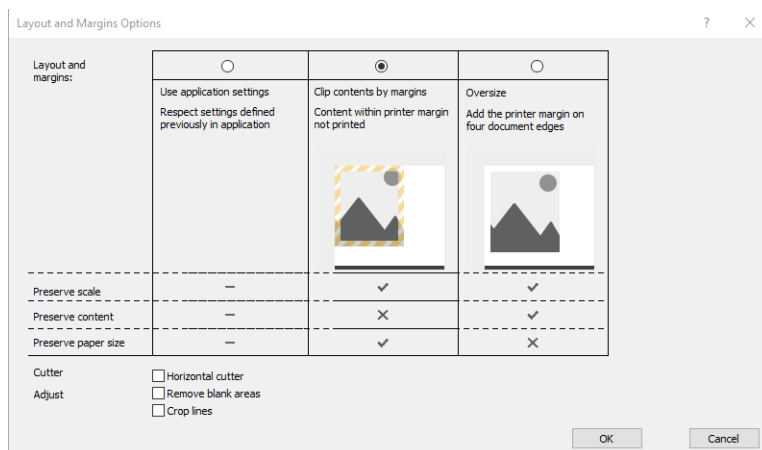 Layout and Margins Options
Layout and
margins:
Use application settings
Respect settings defined
previously in application
Clip contents by margins
Content within printer margin
not printed
Oversize
Add the printer margin on
four document edges
Preserve scale
Preserve content
Preserve paper size
Cutter
Horizontal cutter
Adjust
Remove blank areas
Crop lines
OK
Cancel